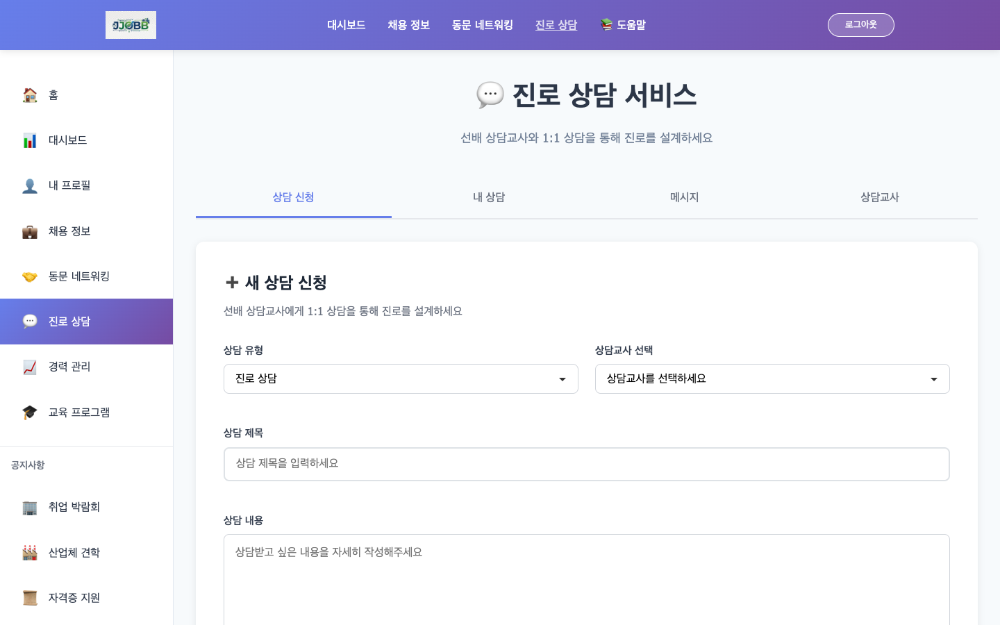 JJOBB
대시보드
채용 정보
동문 네트워킹
진로 상담
도움말
로그아웃
홈
대시보드
내 프로필
채용 정보
동문 네트워킹
진로 상담
경력 관리
교육 프로그램
공지사항
취업 박람회
산업체 견학
자격증 지원
진로 상담 서비스
선배 상담교사와 1:1 상담을 통해 진로를 설계하세요
상담 신청
내 상담
메시지
상담교사
새 상담 신청
선배 상담교사에게 1:1 상담을 통해 진로를 설계하세요
상담 유형
진로 상담
상담교사 선택
상담교사를 선택하세요
상담 제목
상담 제목을 입력하세요
상담 내용
상담받고 싶은 내용을 자세히 작성해주세요